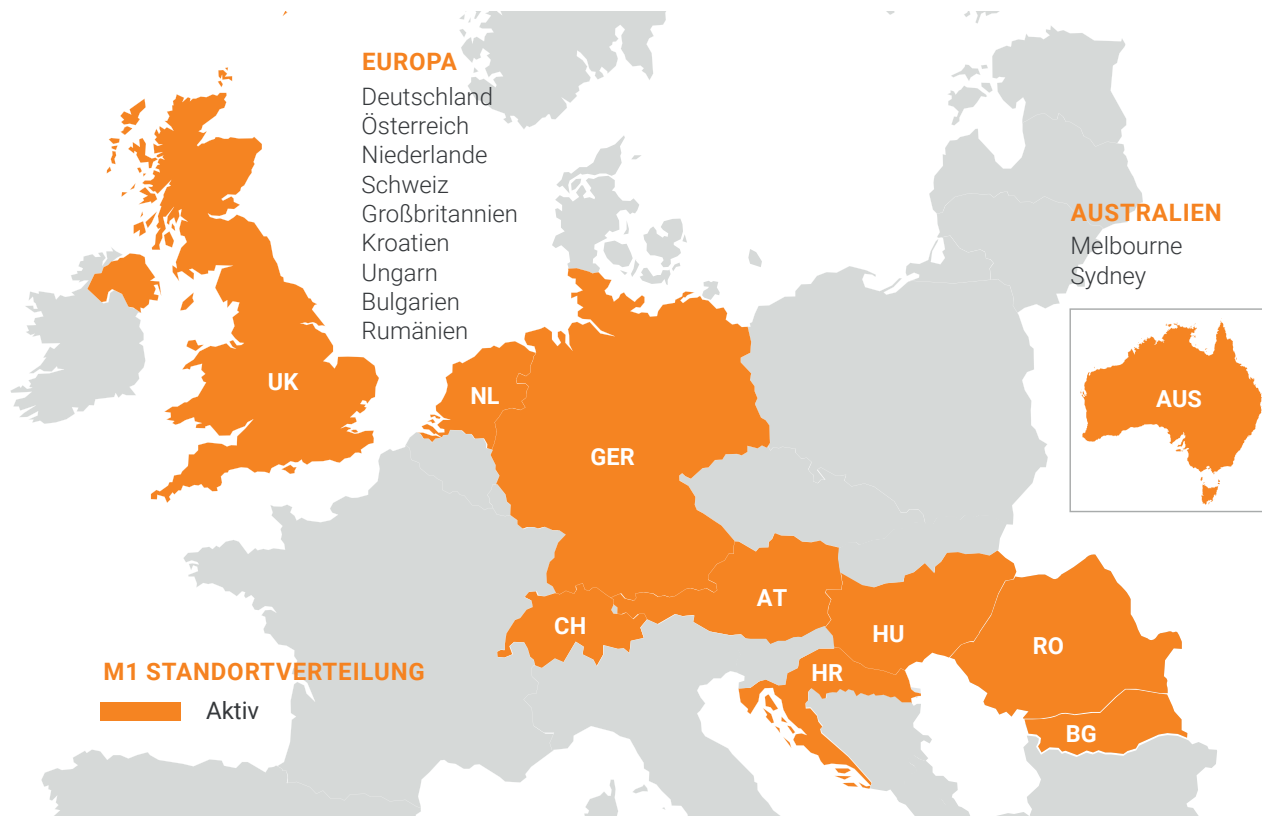 EUROPA
Deutschland
Österreich
Niederlande
Schweiz
Großbritannien
Kroatien
Ungarn
Bulgarien
Rumänien
AUSTRALIEN
Melbourne
Sydney
UK
NL
AUS
GER
AT
CH
HU
RO
HR
BG
M1 STANDORTVERTEILUNG
Aktiv